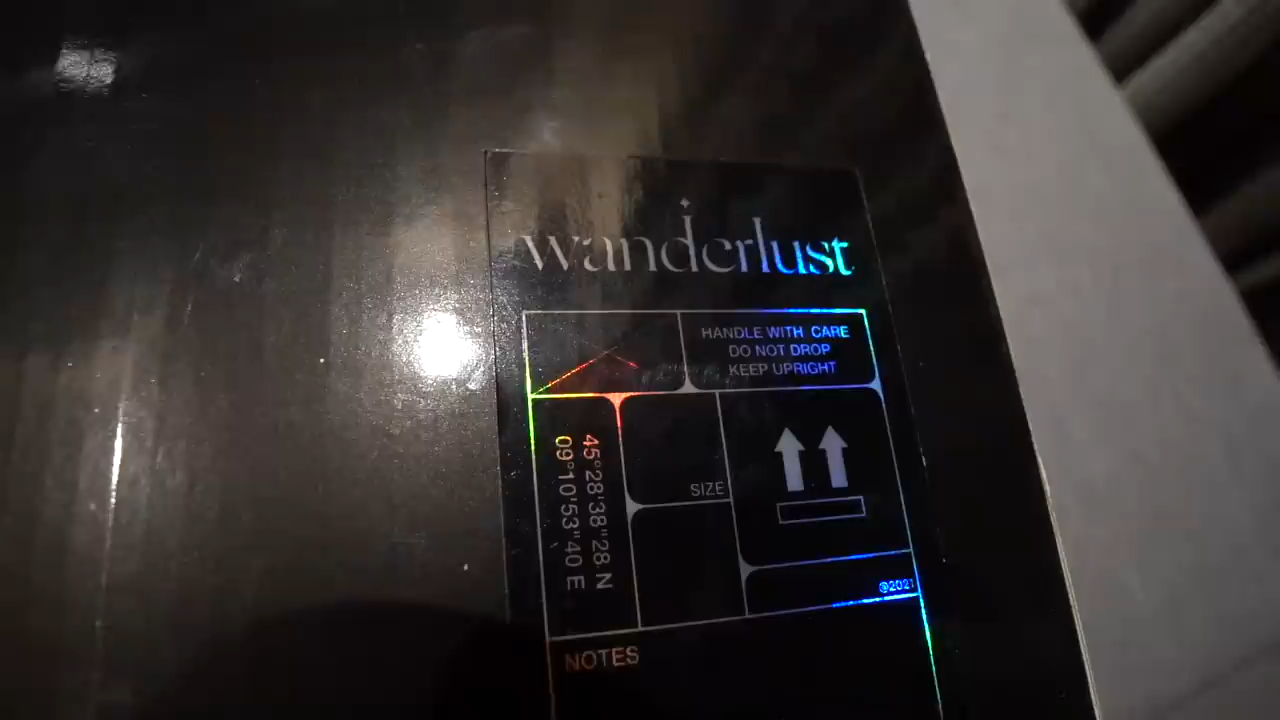 wanderlust
HANDLE WITH CARE
DO NOT DROP
KEEP UPRIGHT
45°28'38"28 N
09°10'53"40 E
SIZE
@2021
NOTES